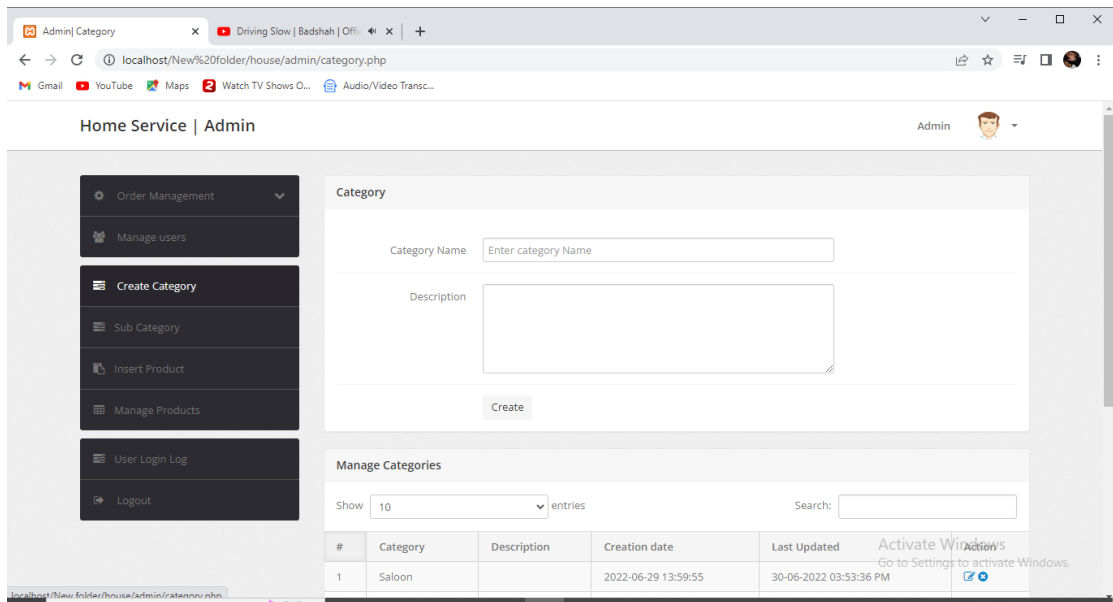 Admin| Category
Driving Slow | Badshah | Offic
localhost/New%20folder/house/admin/category.php
Gmail YouTube Maps Watch TV Shows O... Audio/Video Transc...
Home Service | Admin
Admin
Order Management
Manage users
Create Category
Sub Category
Insert Product
Manage Products
User Login Log
Logout
Category
Category Name Enter category Name
Description
Create
Manage Categories
Show 10 entries Search:
# Category Description Creation date Last Updated Action
1 Saloon 2022-06-29 13:59:55 30-06-2022 03:53:36 PM
Activate Windows
Go to Settings to activate Windows.
localhost/New folder/house/admin/category.php